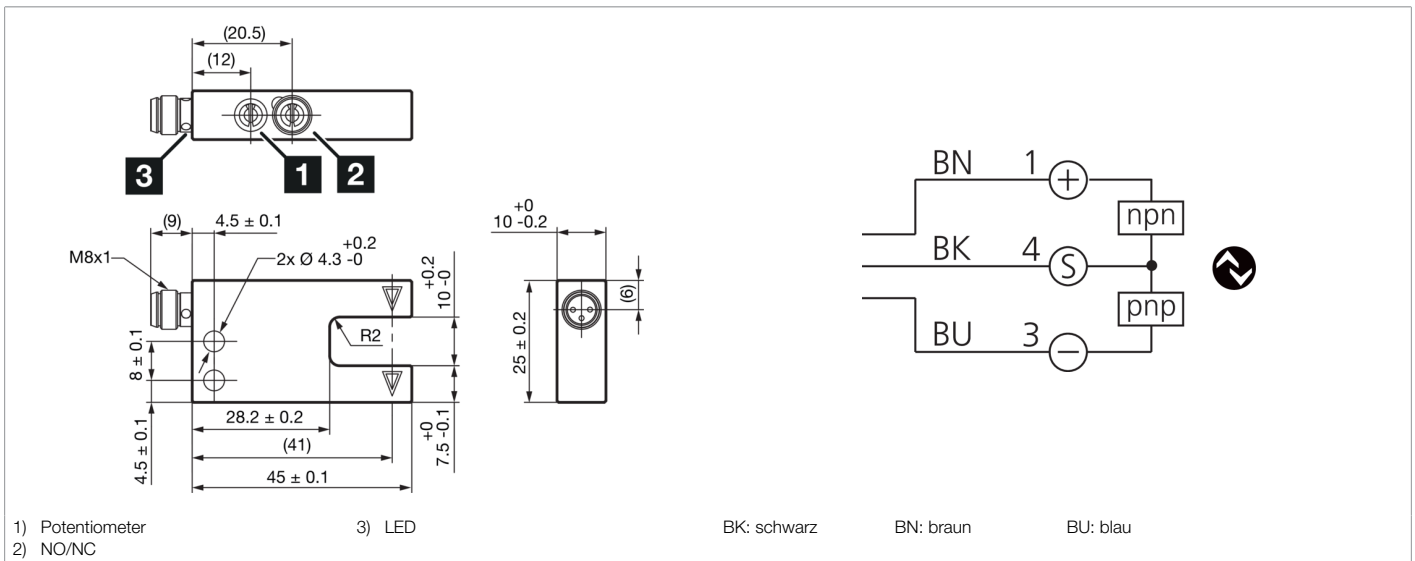 (20.5)
(12)
3
1
2
(9)
4.5 ± 0.1
M8x1
2x Ø 4.3 +0.2 -0
10 +0.2 -0
R2
8 ± 0.1
4.5 ± 0.1
28.2 ± 0.2
(41)
45 ± 0.1
7.5 +0 -0.1
10 +0 -0.2
(6)
25 ± 0.2
BN 1 +
npn
BK 4 S
pnp
BU 3 −
1) Potentiometer 3) LED BK: schwarz BN: braun BU: blau
2) NO/NC